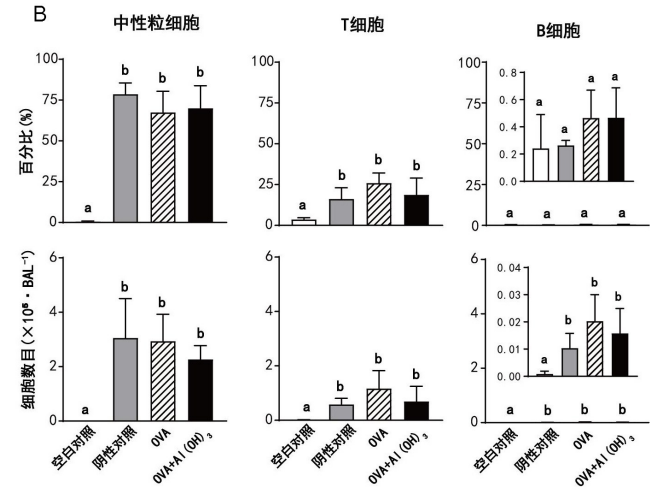 B
中性粒细胞
T细胞
B细胞
百分比(%)
100
75
50
25
0
a
b
b
b
100
75
50
25
0
a
b
b
b
100
75
50
25
0
a
a
a
a
0.8
0.6
0.4
0.2
0.0
a
a
a
a
细胞数目(×10⁵·BAL⁻¹)
6
4
2
0
a
b
b
b
6
4
2
0
a
b
b
b
6
4
2
0
a
b
b
b
0.04
0.03
0.02
0.01
0.00
a
b
b
b
空白对照
阴性对照
OVA
OVA+Al(OH)₃
空白对照
阴性对照
OVA
OVA+Al(OH)₃
空白对照
阴性对照
OVA
OVA+Al(OH)₃